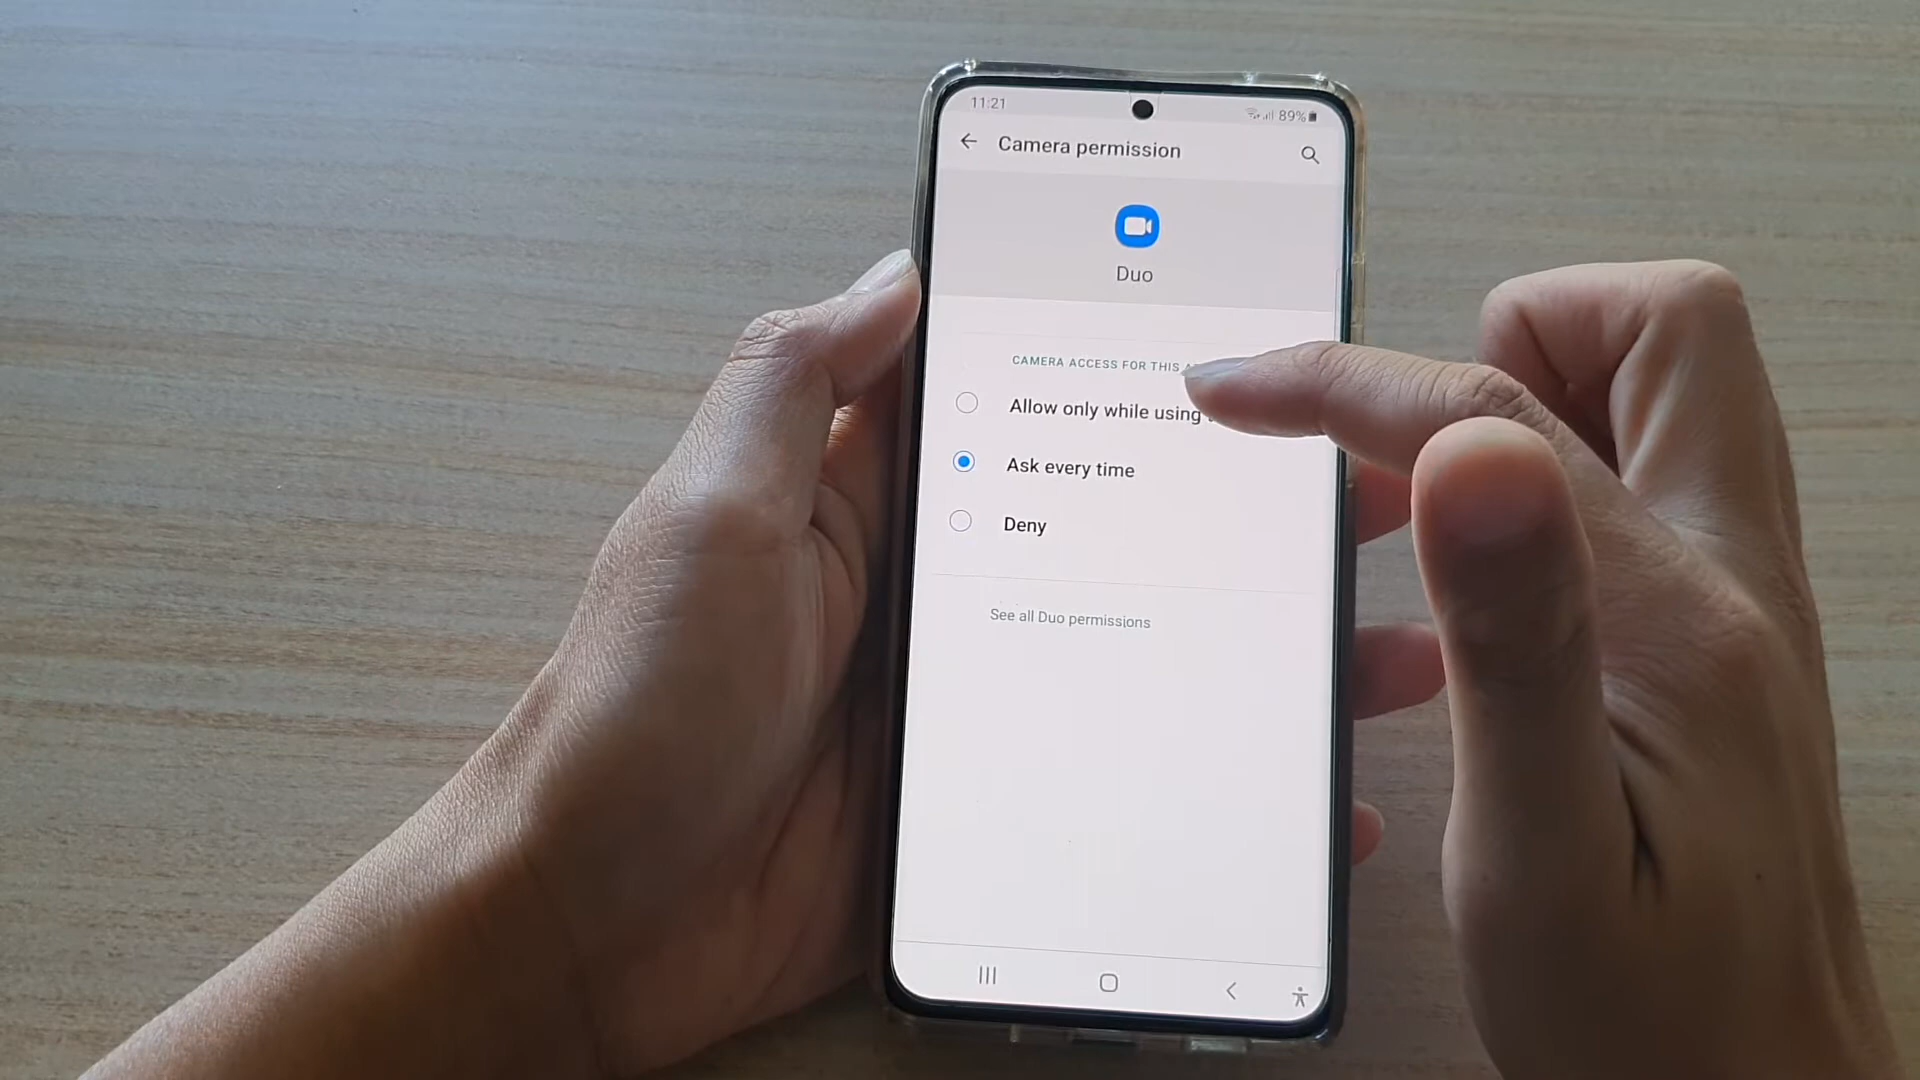 11:21
89%
Camera permission
Duo
CAMERA ACCESS FOR THIS
Allow only while using
Ask every time
Deny
See all Duo permissions